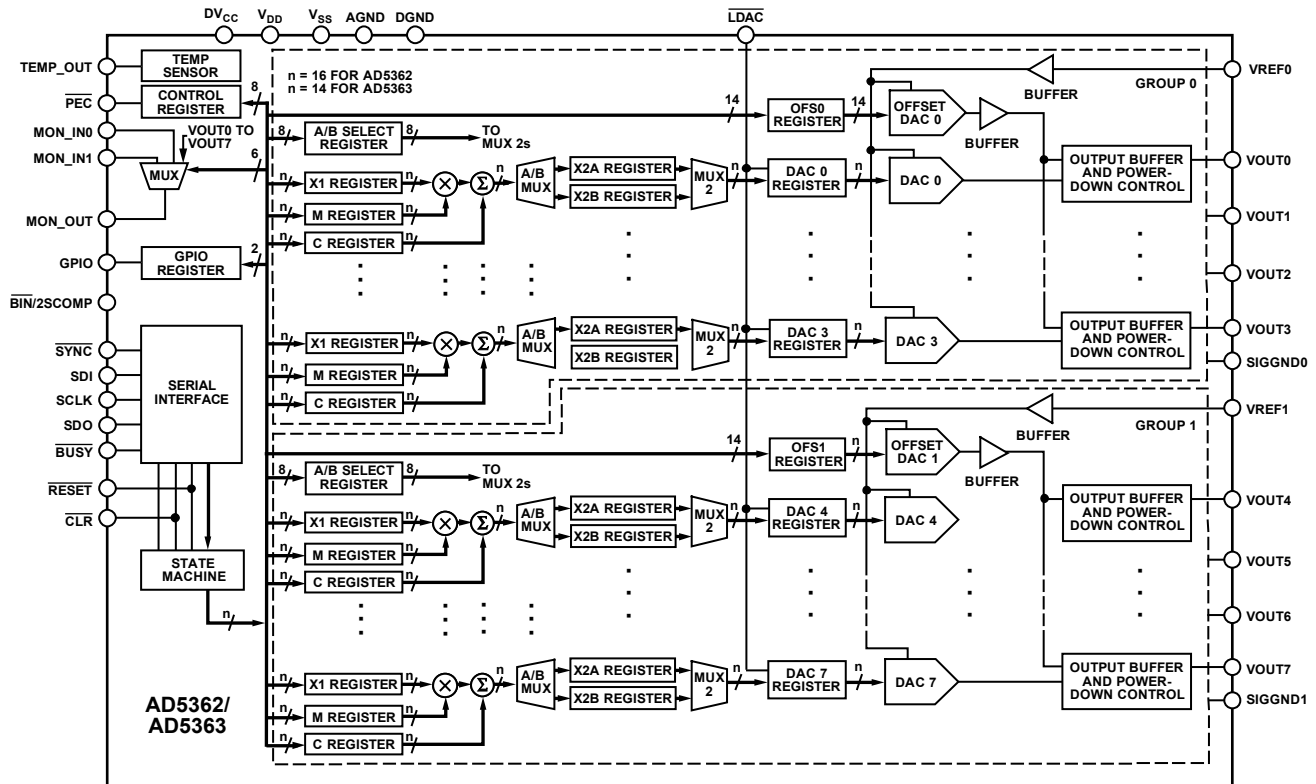 DVCC
VDD
VSS
AGND
DGND
LDAC
TEMP_OUT
TEMP
SENSOR
n = 16 FOR AD5362
n = 14 FOR AD5363
BUFFER
GROUP 0
VREF0
PEC
CONTROL
REGISTER
8
14
OFS0
REGISTER
14
OFFSET
DAC 0
BUFFER
MON_IN0
MON_IN1
VOUT0 TO
VOUT7
MUX
6
MON_OUT
8
A/B SELECT
REGISTER
8
TO
MUX 2s
n
X1 REGISTER
n
×
Σ
n
A/B
MUX
X2A REGISTER
X2B REGISTER
MUX
2
n
DAC 0
REGISTER
n
DAC 0
OUTPUT BUFFER
AND POWER-
DOWN CONTROL
VOUT0
n
M REGISTER
n
n
C REGISTER
n
VOUT1
GPIO
GPIO
REGISTER
2
VOUT2
BIN/2SCOMP
n
X1 REGISTER
n
×
Σ
n
A/B
MUX
X2A REGISTER
X2B REGISTER
MUX
2
n
DAC 3
REGISTER
n
DAC 3
OUTPUT BUFFER
AND POWER-
DOWN CONTROL
VOUT3
n
M REGISTER
n
n
C REGISTER
n
SIGGND0
SYNC
SDI
SCLK
SDO
BUSY
SERIAL
INTERFACE
RESET
CLR
STATE
MACHINE
n
BUFFER
GROUP 1
VREF1
14
OFS1
REGISTER
n
OFFSET
DAC 1
BUFFER
8
A/B SELECT
REGISTER
8
TO
MUX 2s
n
X1 REGISTER
n
×
Σ
n
A/B
MUX
X2A REGISTER
X2B REGISTER
MUX
2
n
DAC 4
REGISTER
n
DAC 4
OUTPUT BUFFER
AND POWER-
DOWN CONTROL
VOUT4
n
M REGISTER
n
n
C REGISTER
n
VOUT5
VOUT6
n
X1 REGISTER
n
×
Σ
n
A/B
MUX
X2A REGISTER
X2B REGISTER
MUX
2
n
DAC 7
REGISTER
n
DAC 7
OUTPUT BUFFER
AND POWER-
DOWN CONTROL
VOUT7
n
M REGISTER
n
n
C REGISTER
n
SIGGND1
AD5362/
AD5363